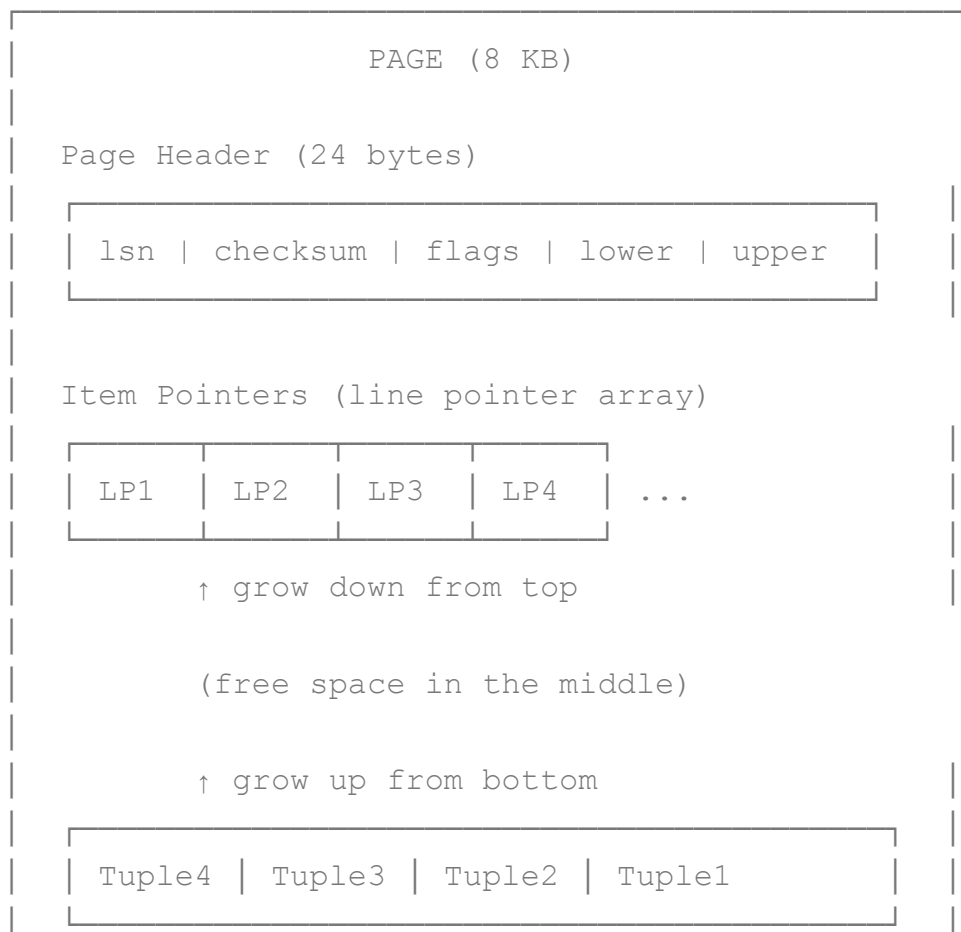 PAGE (8 KB)
Page Header (24 bytes)
lsn | checksum | flags | lower | upper
Item Pointers (line pointer array)
LP1 │ LP2 │ LP3 │ LP4 │ ...
↑ grow down from top
(free space in the middle)
↑ grow up from bottom
Tuple4 │ Tuple3 │ Tuple2 │ Tuple1